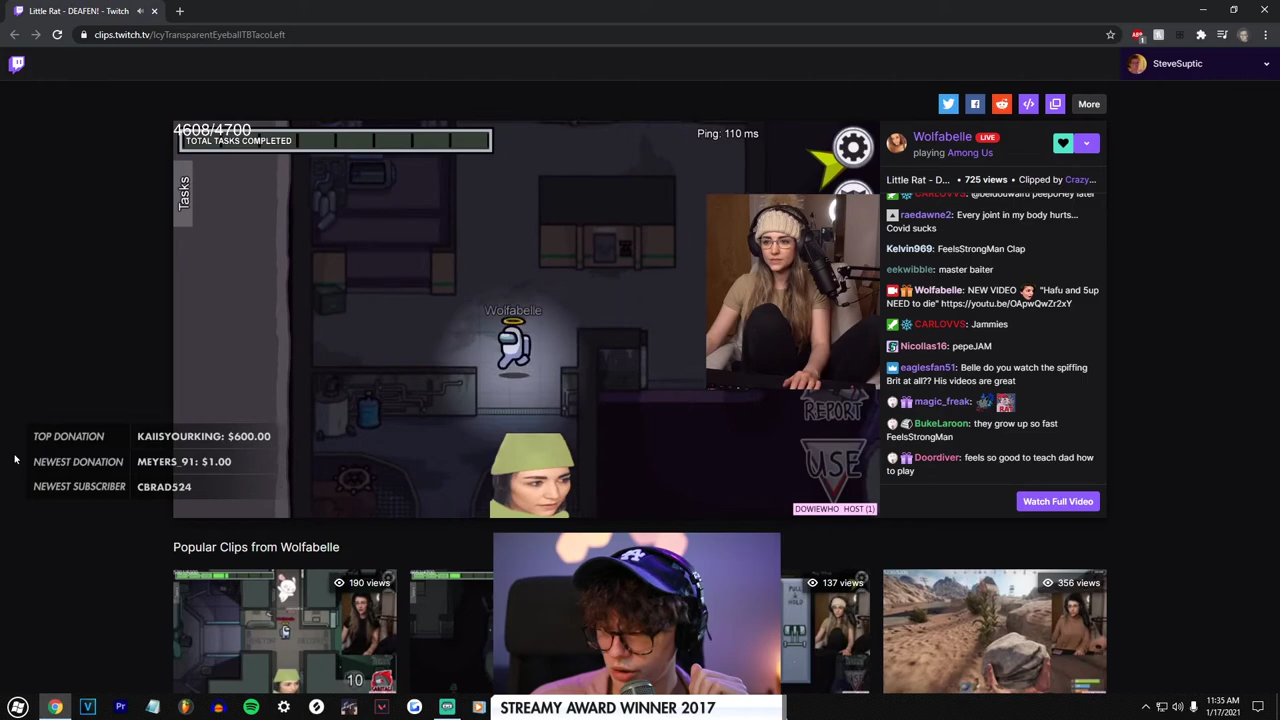 Little Rat - DEAFEN! - Twitch
clips.twitch.tv/IcyTransparentEyeballITBTacoLeft
SteveSuptic
More
4608/4700
TOTAL TASKS COMPLETED
Ping: 110 ms
Tasks
Wolfabelle
REPORT
USE
DOWIEWHO HOST (1)
Wolfabelle LIVE
playing Among Us
Little Rat - D... • 725 views • Clipped by Crazy...
raedawne2: Every joint in my body hurts...
Covid sucks
Kelvin969: FeelsStrongMan Clap
eekwibble: master baiter
Wolfabelle: NEW VIDEO "Hafu and 5up
NEED to die" https://youtu.be/OApwQwZr2xY
CARLOVVS: Jammies
Nicollas16: pepeJAM
eaglesfan51: Belle do you watch the spiffing
Brit at all?? His videos are great
magic_freak:
BukeLaroon: they grow up so fast
FeelsStrongMan
Doordiver: feels so good to teach dad how
to play
Watch Full Video
TOP DONATION KAIISYOURKING: $600.00
NEWEST DONATION MEYERS_91: $1.00
NEWEST SUBSCRIBER CBRAD524
Popular Clips from Wolfabelle
190 views
137 views
356 views
10
STREAMY AWARD WINNER 2017
11:35 AM
1/17/2021